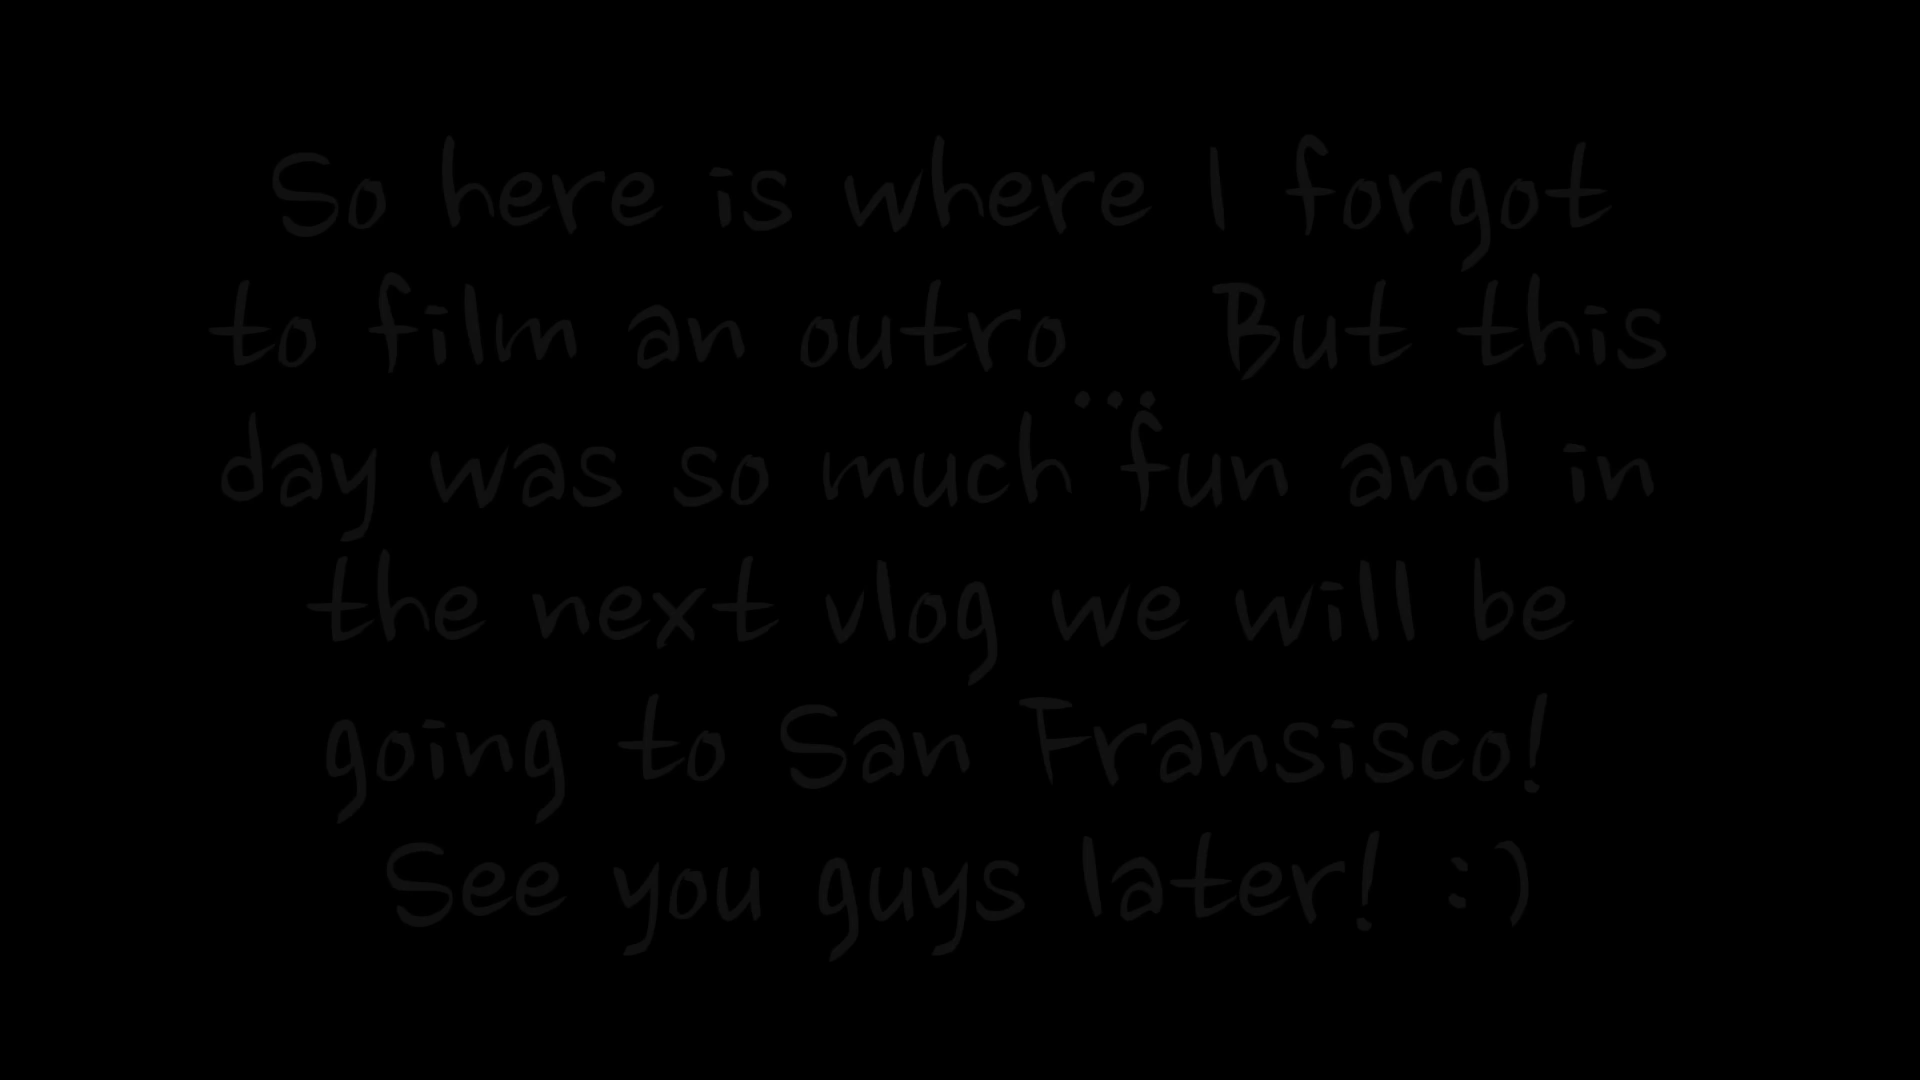 So here is where I forgot
to film an outro... But this
day was so much fun and in
the next vlog we will be
going to San Fransisco!
See you guys later! :)